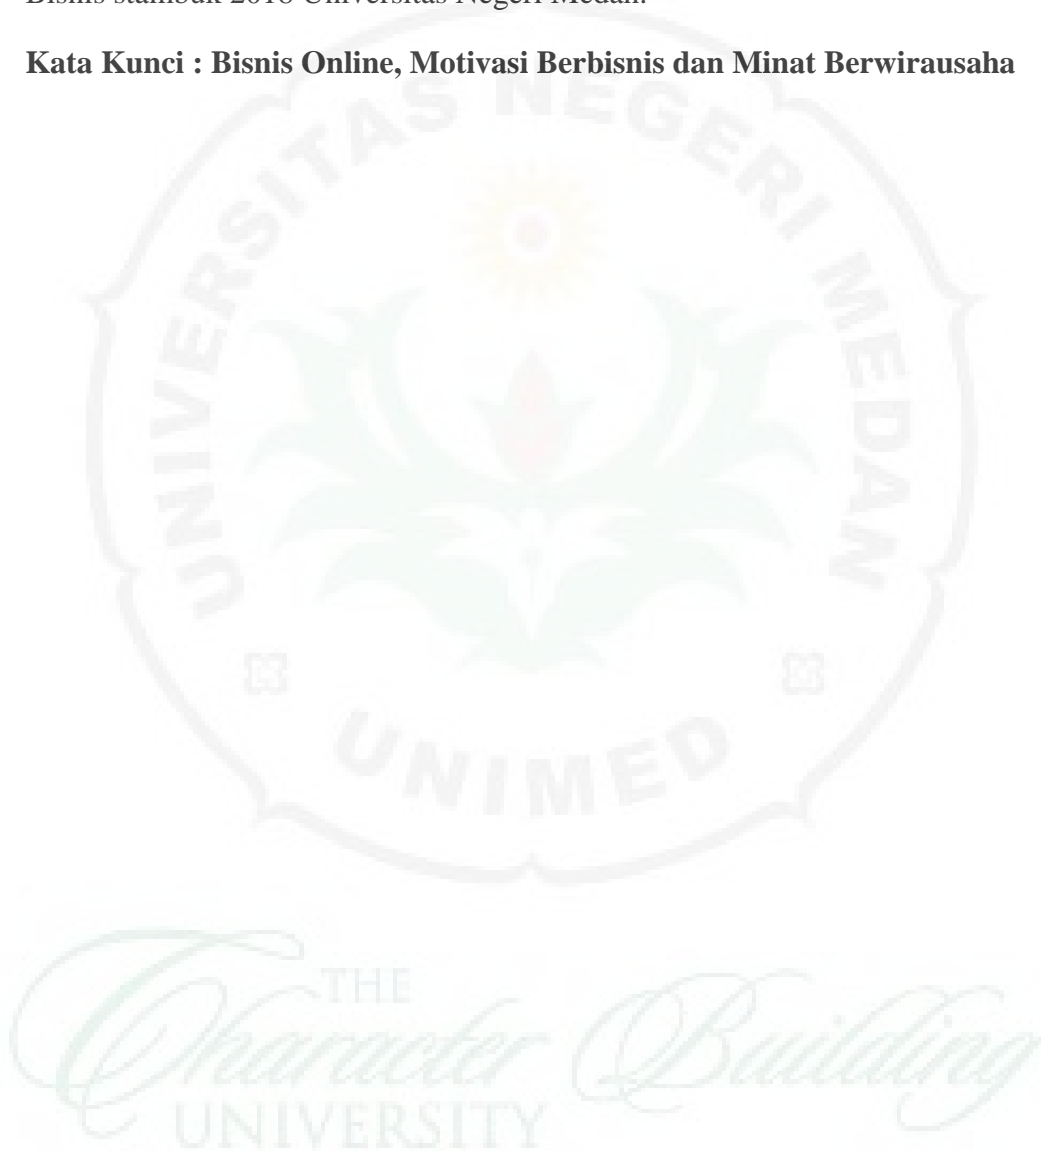 Bisnis stambuk 2018 Universitas Negeri Medan.
Kata Kunci : Bisnis Online, Motivasi Berbisnis dan Minat Berwirausaha
UNIVERSITAS NEGERI MEDAN
UNIMED
THE
Character Building
UNIVERSITY